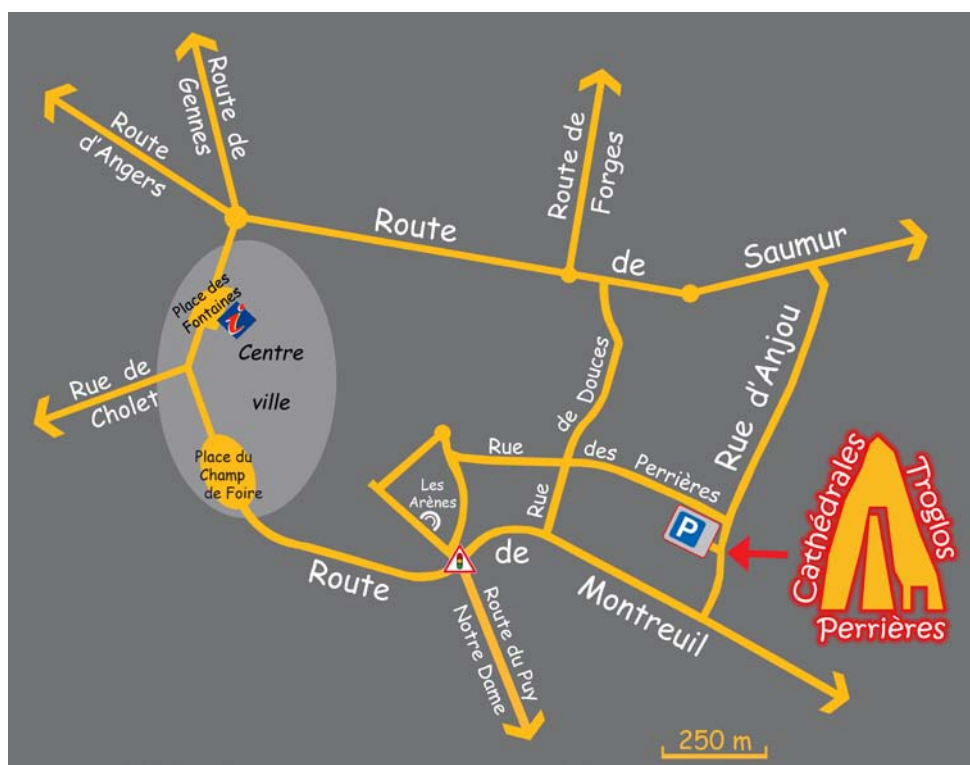 Route de
Gennes
Route
d'Angers
Route de
Forges
Route de Saumur
Place des
Fontaines
i
Centre
ville
Rue de
Cholet
Rue de Douces
Rue d'Anjou
Place du
Champ
de Foire
Rue des Perrières
Les
Arènes
P
Cathédrales
Troglos
Perrières
Route de Montreuil
Route du Puy
Notre Dame
250 m